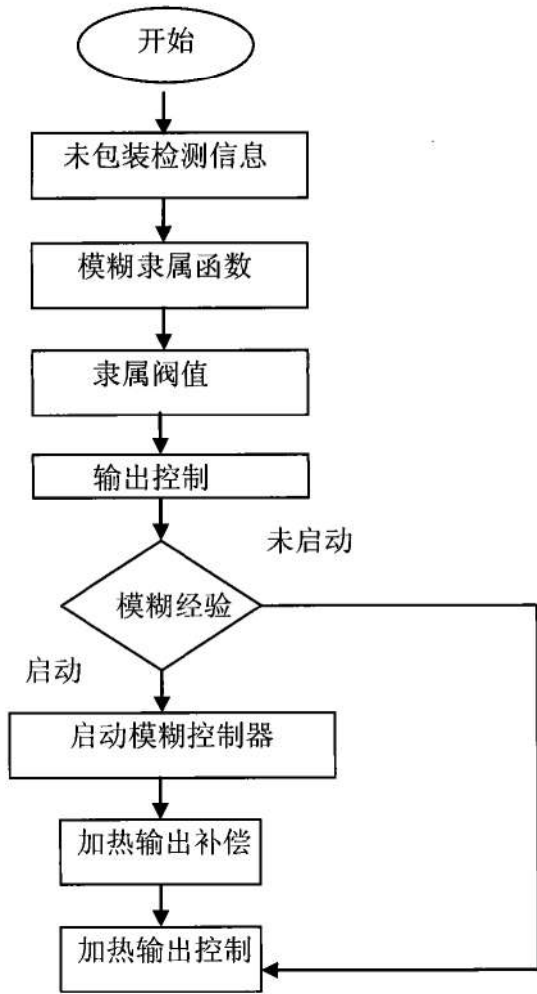 开始
未包装检测信息
模糊隶属函数
隶属阀值
输出控制
未启动
模糊经验
启动
启动模糊控制器
加热输出补偿
加热输出控制